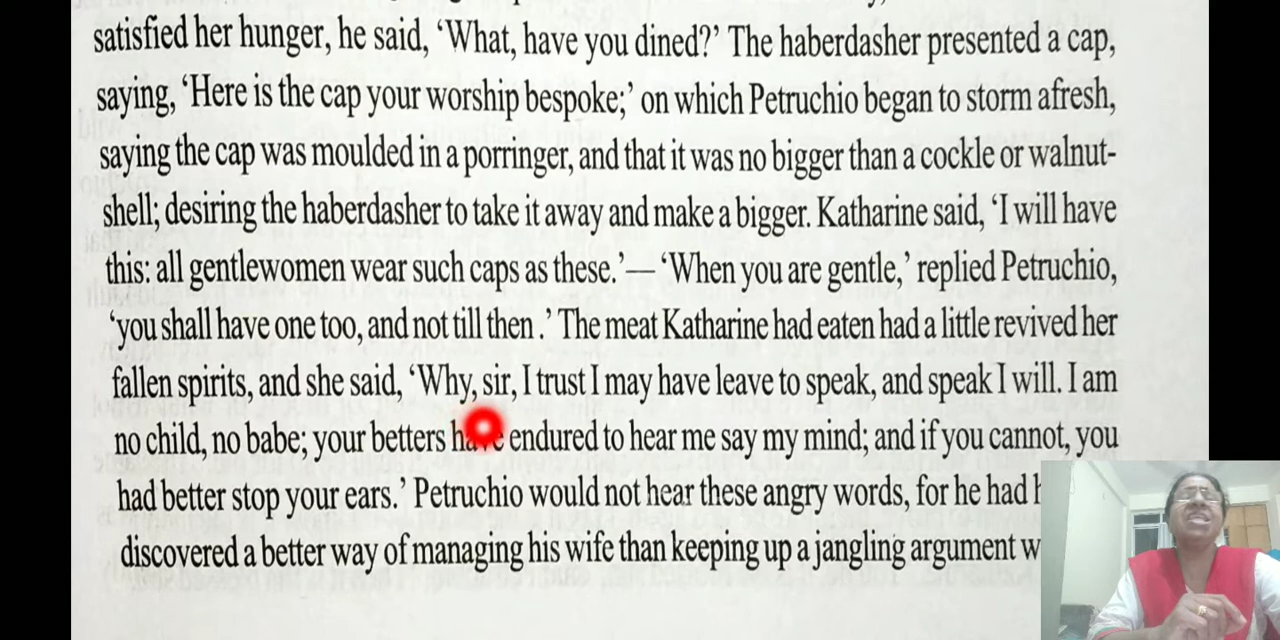 satisfied her hunger, he said, ‘What, have you dined?’ The haberdasher presented a cap,
saying, ‘Here is the cap your worship bespoke;’ on which Petruchio began to storm afresh,
saying the cap was moulded in a porringer, and that it was no bigger than a cockle or walnut-
shell; desiring the haberdasher to take it away and make a bigger. Katharine said, ‘I will have
this: all gentlewomen wear such caps as these.’— ‘When you are gentle,’ replied Petruchio,
‘you shall have one too, and not till then .’ The meat Katharine had eaten had a little revived her
fallen spirits, and she said, ‘Why, sir, I trust I may have leave to speak, and speak I will. I am
no child, no babe; your betters have endured to hear me say my mind; and if you cannot, you
had better stop your ears.’ Petruchio would not hear these angry words, for he had
discovered a better way of managing his wife than keeping up a jangling argument